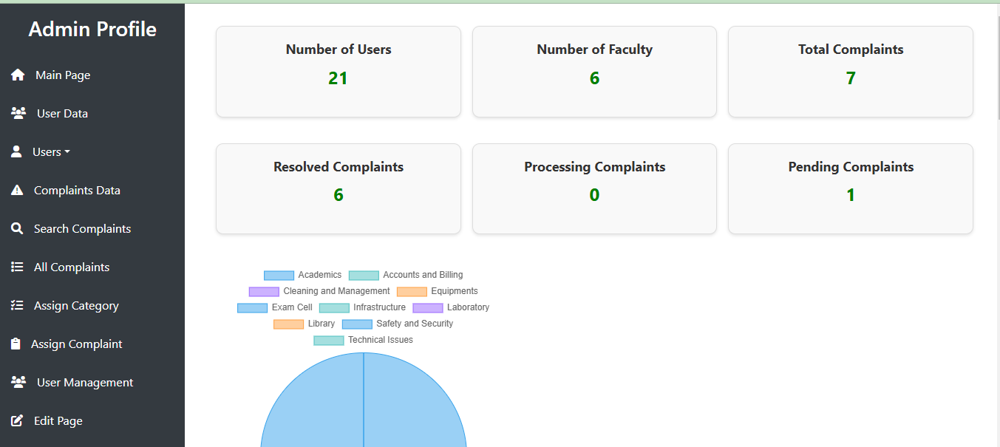 Admin Profile
Main Page
User Data
Users
Complaints Data
Search Complaints
All Complaints
Assign Category
Assign Complaint
User Management
Edit Page
Number of Users
21
Number of Faculty
6
Total Complaints
7
Resolved Complaints
6
Processing Complaints
0
Pending Complaints
1
Academics Accounts and Billing
Cleaning and Management Equipments
Exam Cell Infrastructure Laboratory
Library Safety and Security
Technical Issues